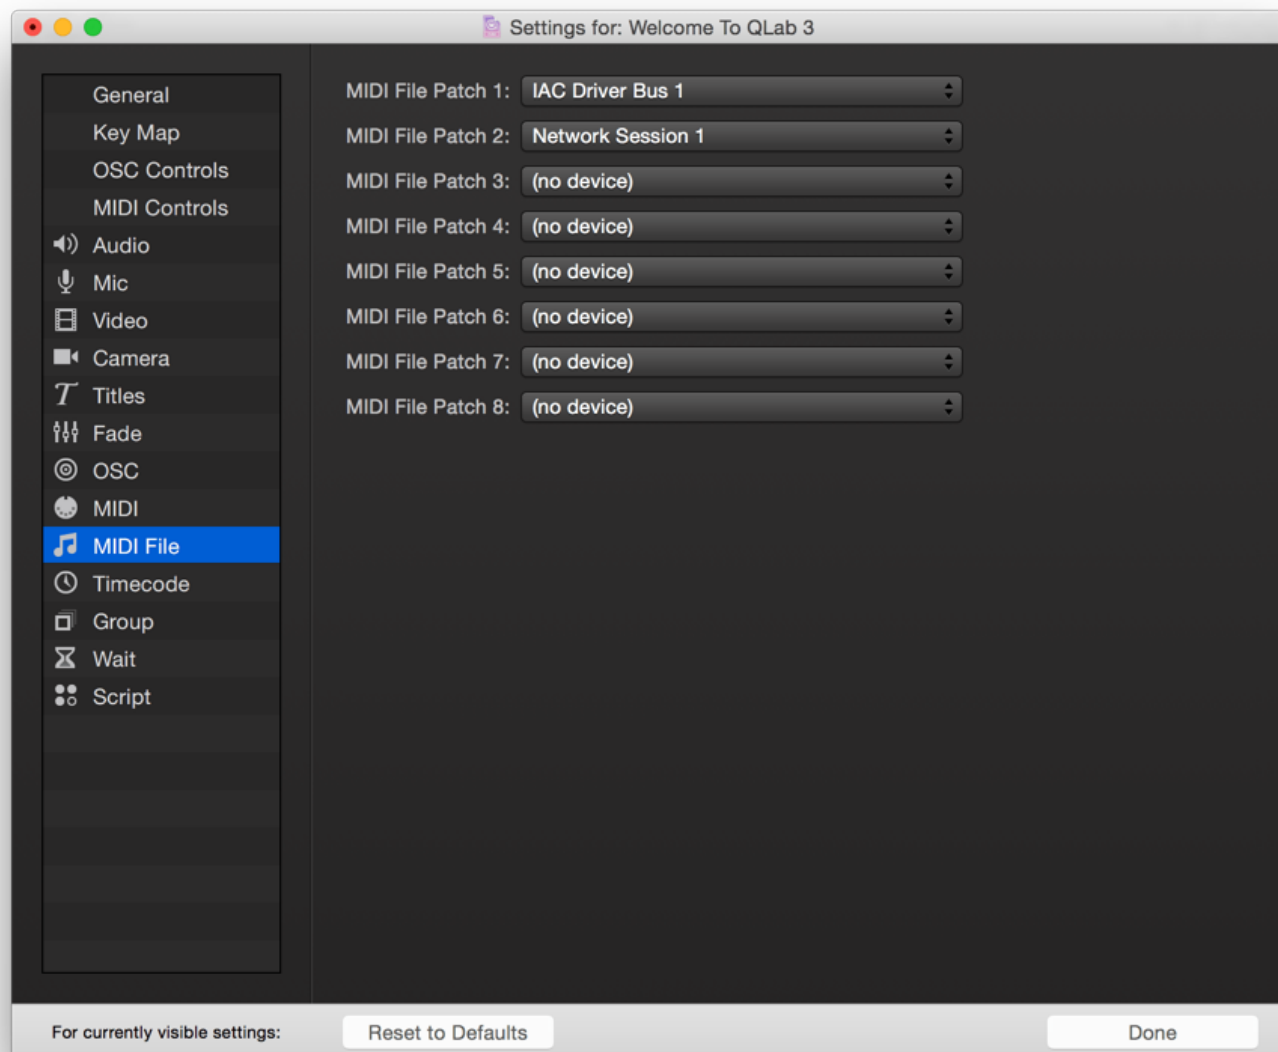 Settings for: Welcome To QLab 3
General
Key Map
OSC Controls
MIDI Controls
Audio
Mic
Video
Camera
Titles
Fade
OSC
MIDI
MIDI File
Timecode
Group
Wait
Script
MIDI File Patch 1: IAC Driver Bus 1
MIDI File Patch 2: Network Session 1
MIDI File Patch 3: (no device)
MIDI File Patch 4: (no device)
MIDI File Patch 5: (no device)
MIDI File Patch 6: (no device)
MIDI File Patch 7: (no device)
MIDI File Patch 8: (no device)
For currently visible settings: Reset to Defaults Done